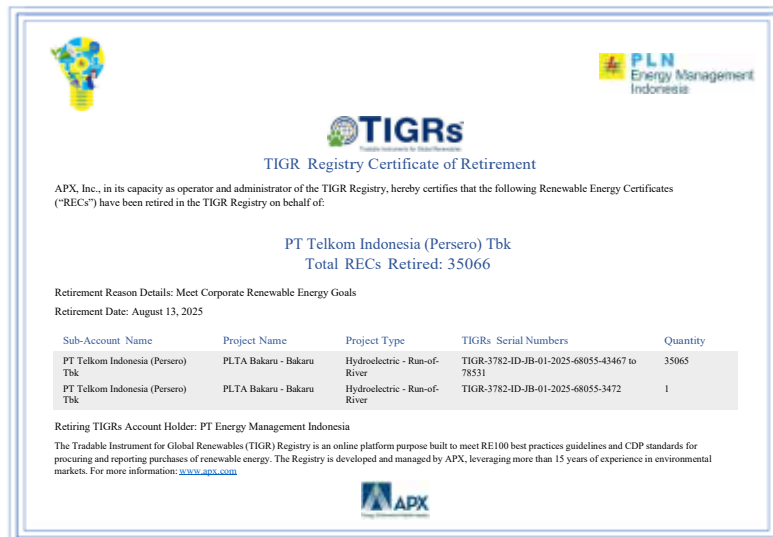 PLN
Energy Management
Indonesia
TIGRs
Tradable Instruments for Global Renewables
TIGR Registry Certificate of Retirement
APX, Inc., in its capacity as operator and administrator of the TIGR Registry, hereby certifies that the following Renewable Energy Certificates
(“RECs”) have been retired in the TIGR Registry on behalf of:
PT Telkom Indonesia (Persero) Tbk
Total RECs Retired: 35066
Retirement Reason Details: Meet Corporate Renewable Energy Goals
Retirement Date: August 13, 2025
Sub-Account Name Project Name Project Type TIGRs Serial Numbers Quantity
PT Telkom Indonesia (Persero) PLTA Bakaru - Bakaru Hydroelectric - Run-of- TIGR-3782-ID-JB-01-2025-68055-43467 to 35065
Tbk River 78531
PT Telkom Indonesia (Persero) PLTA Bakaru - Bakaru Hydroelectric - Run-of- TIGR-3782-ID-JB-01-2025-68055-3472 1
Tbk River
Retiring TIGRs Account Holder: PT Energy Management Indonesia
The Tradable Instrument for Global Renewables (TIGR) Registry is an online platform purpose built to meet RE100 best practices guidelines and CDP standards for
procuring and reporting purchases of renewable energy. The Registry is developed and managed by APX, leveraging more than 15 years of experience in environmental
markets. For more information: www.apx.com
APX